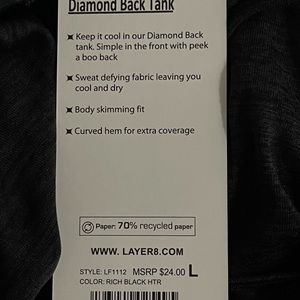 Diamond Back Tank
Keep it cool in our Diamond Back
tank. Simple in the front with peek
a boo back
Sweat defying fabric leaving you
cool and dry
Body skimming fit
Curved hem for extra coverage
Paper: 70% recycled paper
WWW. LAYER8.COM
STYLE: LF1112 MSRP $24.00 L
COLOR: RICH BLACK HTR